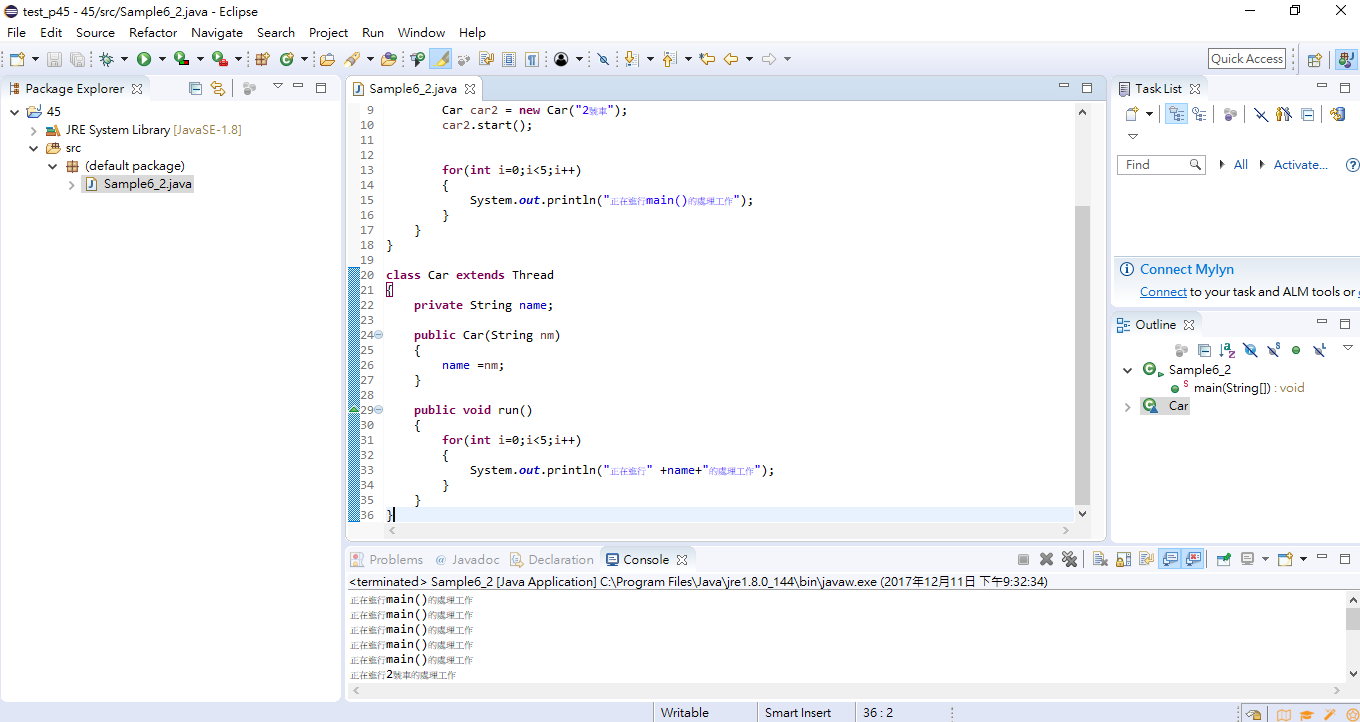 test_p45 - 45/src/Sample6_2.java - Eclipse
File Edit Source Refactor Navigate Search Project Run Window Help
Quick Access
Package Explorer
45
JRE System Library [JavaSE-1.8]
src
(default package)
Sample6_2.java
Sample6_2.java
9 Car car2 = new Car("2號車");
10 car2.start();
11
12
13 for(int i=0;i<5;i++)
14 {
15 System.out.println("正在進行main()的處理工作");
16 }
17 }
18 }
19
20 class Car extends Thread
21 {
22 private String name;
23
24 public Car(String nm)
25 {
26 name =nm;
27 }
28
29 public void run()
30 {
31 for(int i=0;i<5;i++)
32 {
33 System.out.println("正在進行" +name+"的處理工作");
34 }
35 }
36 }
Task List
Find All Activate...
Connect Mylyn
Connect to your task and ALM tools or
Outline
Sample6_2
main(String[]) : void
Car
Problems @ Javadoc Declaration Console
<terminated> Sample6_2 [Java Application] C:\Program Files\Java\jre1.8.0_144\bin\javaw.exe (2017年12月11日 下午9:32:34)
正在進行main()的處理工作
正在進行main()的處理工作
正在進行main()的處理工作
正在進行main()的處理工作
正在進行main()的處理工作
正在進行2號車的處理工作
Writable Smart Insert 36 : 2